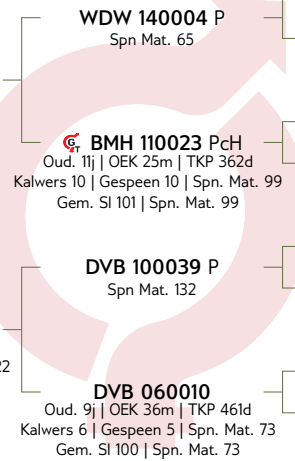 WDW 140004 P
Spn Mat. 65
GT BMH 110023 PcH
Oud. 11j | OEK 25m | TKP 362d
Kalwers 10 | Gespeen 10 | Spn. Mat. 99
Gem. SI 101 | Spn. Mat. 99
DVB 100039 P
Spn Mat. 132
22
DVB 060010
Oud. 9j | OEK 36m | TKP 461d
Kalwers 6 | Gespeen 5 | Spn. Mat. 73
Gem. SI 100 | Spn. Mat. 73